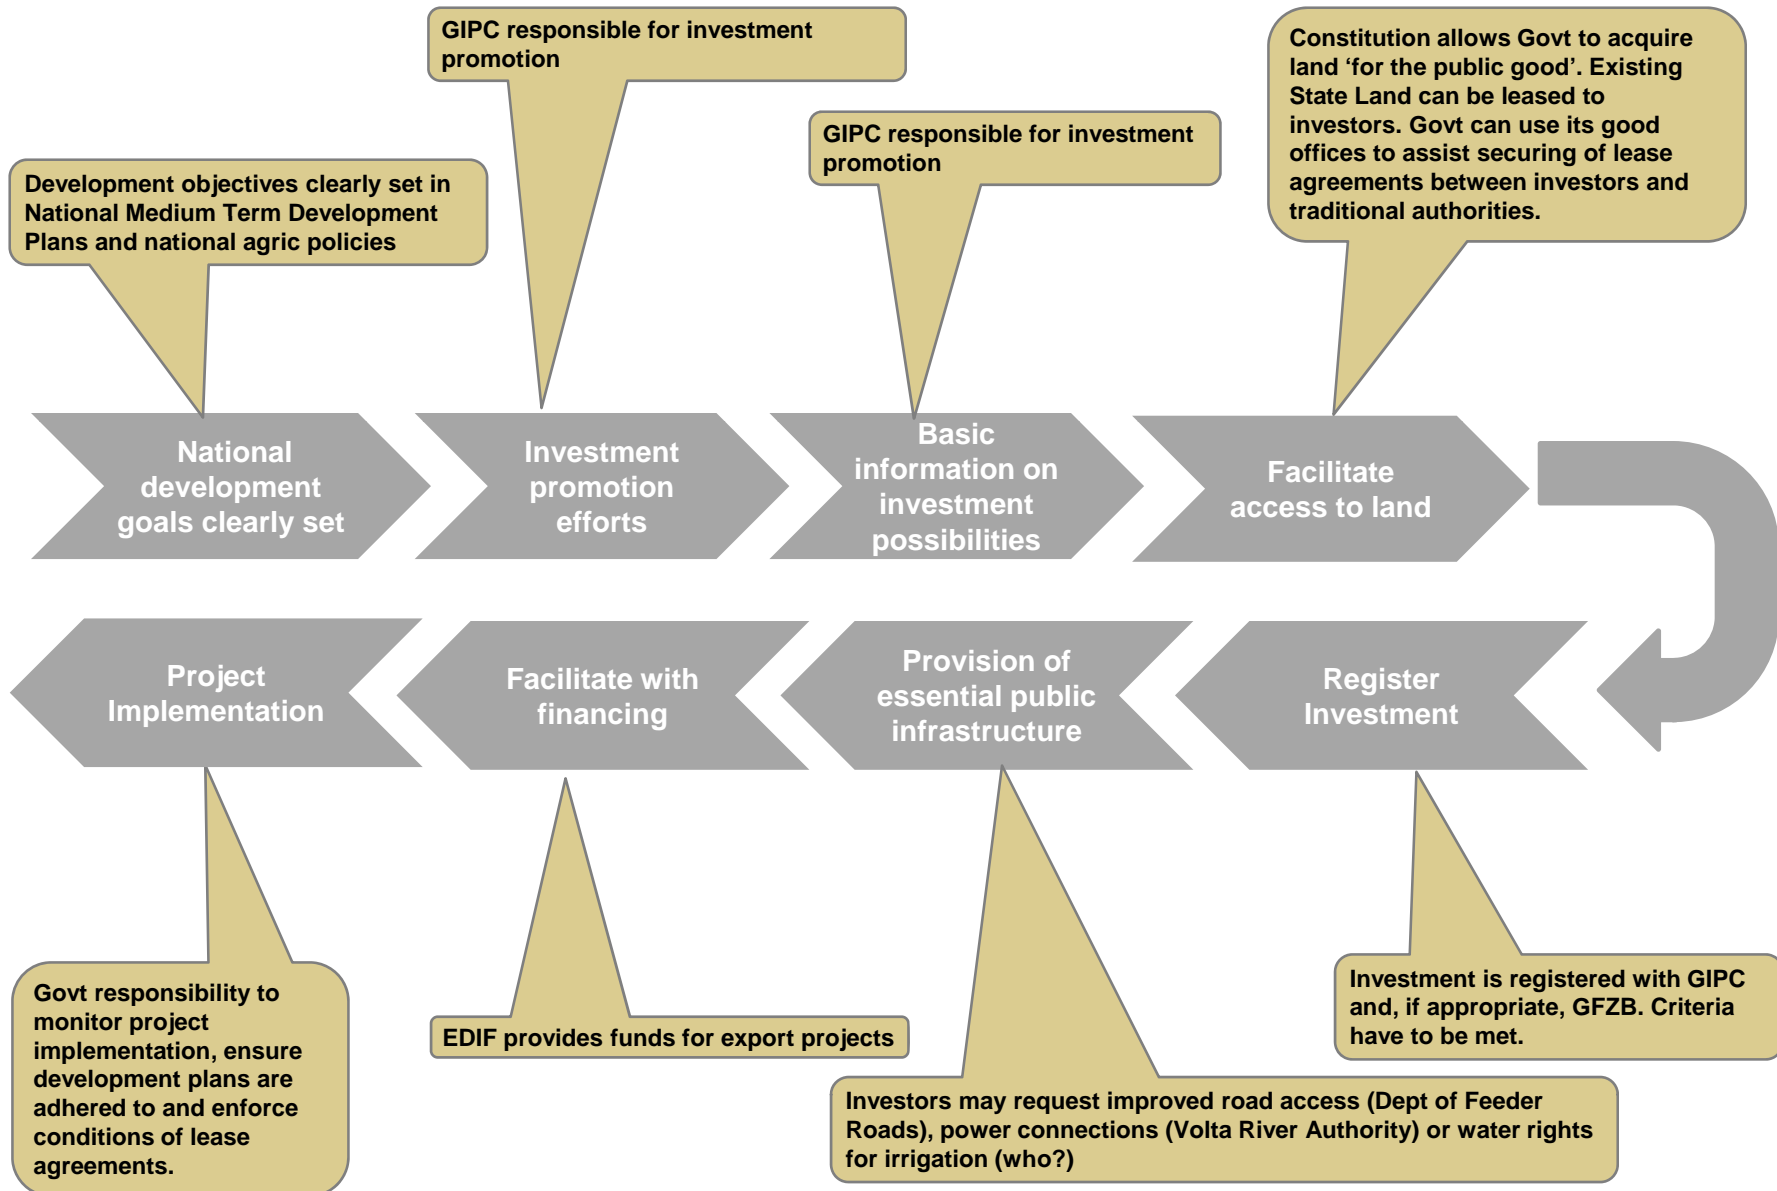 GIPC responsible for investment
promotion
Constitution allows Govt to acquire
land ‘for the public good’. Existing
State Land can be leased to
investors. Govt can use its good
offices to assist securing of lease
agreements between investors and
traditional authorities.
GIPC responsible for investment
promotion
Development objectives clearly set in
National Medium Term Development
Plans and national agric policies
National
development
goals clearly set
Investment
promotion
efforts
Basic
information on
investment
possibilities
Facilitate
access to land
Project
Implementation
Facilitate with
financing
Provision of
essential public
infrastructure
Register
Investment
Govt responsibility to
monitor project
implementation, ensure
development plans are
adhered to and enforce
conditions of lease
agreements.
EDIF provides funds for export projects
Investors may request improved road access (Dept of Feeder
Roads), power connections (Volta River Authority) or water rights
for irrigation (who?)
Investment is registered with GIPC
and, if appropriate, GFZB. Criteria
have to be met.